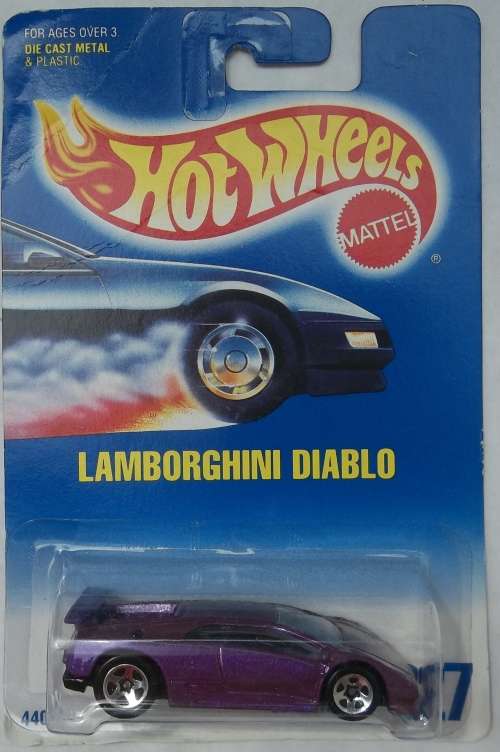 FOR AGES OVER 3
DIE CAST METAL
& PLASTIC
HOT WHEELS
MATTEL
®
LAMBORGHINI DIABLO